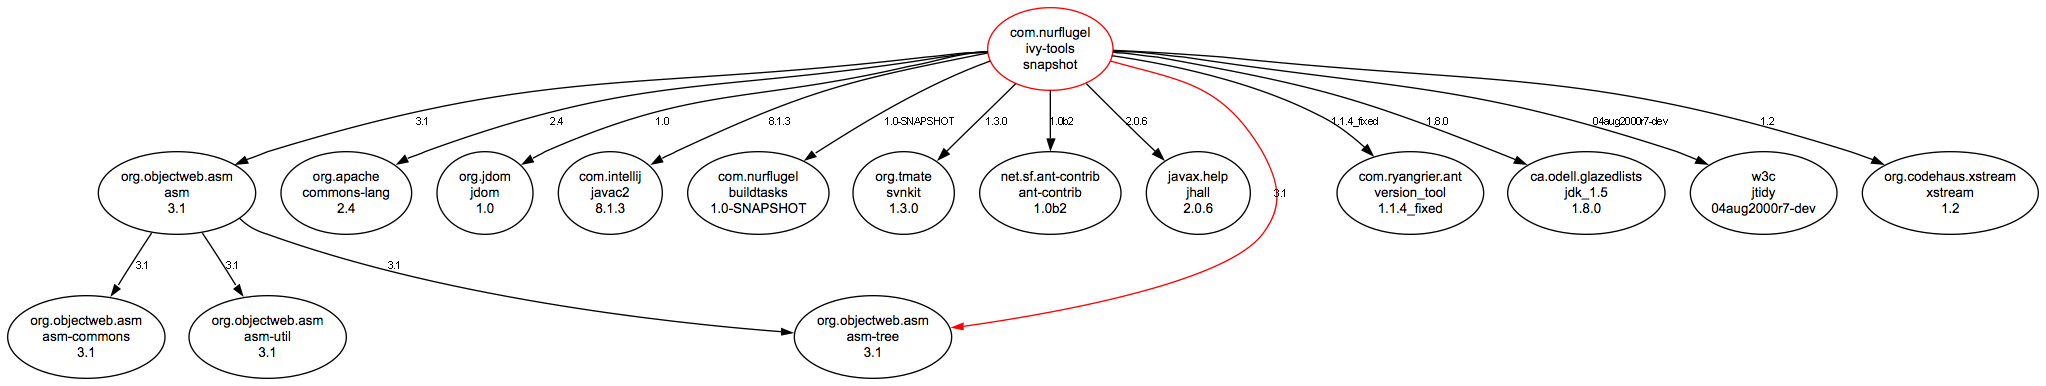 com.nurflugel
ivy-tools
snapshot
3.1
2.4
1.0
8.1.3
1.0-SNAPSHOT
1.3.0
1.0b2
2.0.6
1.1.4_fixed
1.8.0
04aug2000r7-dev
1.2
org.objectweb.asm
asm
3.1
org.apache
commons-lang
2.4
org.jdom
jdom
1.0
com.intellij
javac2
8.1.3
com.nurflugel
buildtasks
1.0-SNAPSHOT
org.tmate
svnkit
1.3.0
net.sf.ant-contrib
ant-contrib
1.0b2
javax.help
jhall
2.0.6
3.1
com.ryangrier.ant
version_tool
1.1.4_fixed
ca.odell.glazedlists
jdk_1.5
1.8.0
w3c
jtidy
04aug2000r7-dev
org.codehaus.xstream
xstream
1.2
3.1
3.1
3.1
org.objectweb.asm
asm-commons
3.1
org.objectweb.asm
asm-util
3.1
org.objectweb.asm
asm-tree
3.1